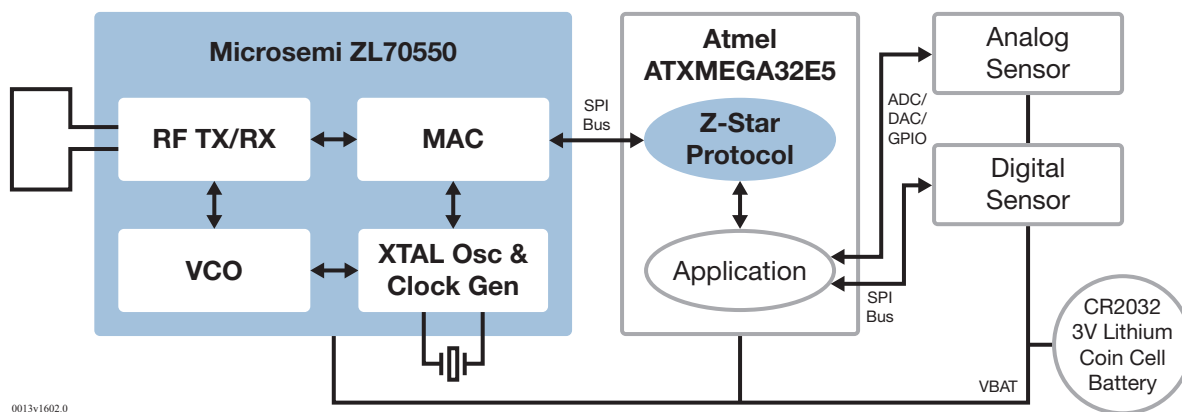 Microsemi ZL70550
RF TX/RX
MAC
VCO
XTAL Osc &
Clock Gen
SPI
Bus
Atmel
ATXMEGA32E5
Z-Star
Protocol
Application
ADC/
DAC/
GPIO
SPI
Bus
Analog
Sensor
Digital
Sensor
CR2032
3V Lithium
Coin Cell
Battery
VBAT
0013v1602.0